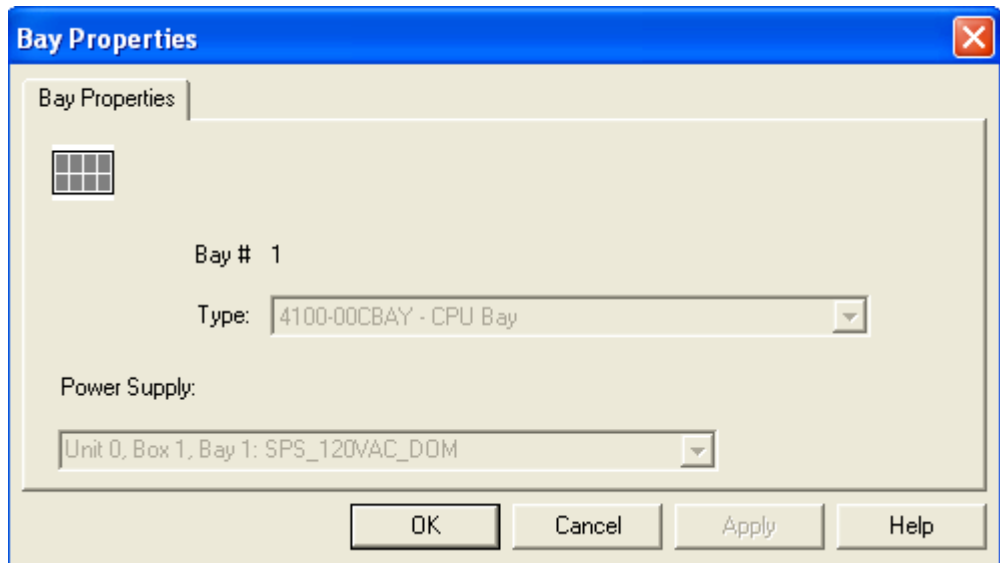 Bay Properties
Bay Properties
Bay # 1
Type: 4100-00CBAY - CPU Bay
Power Supply:
Unit 0, Box 1, Bay 1: SPS_120VAC_DOM
OK Cancel Apply Help